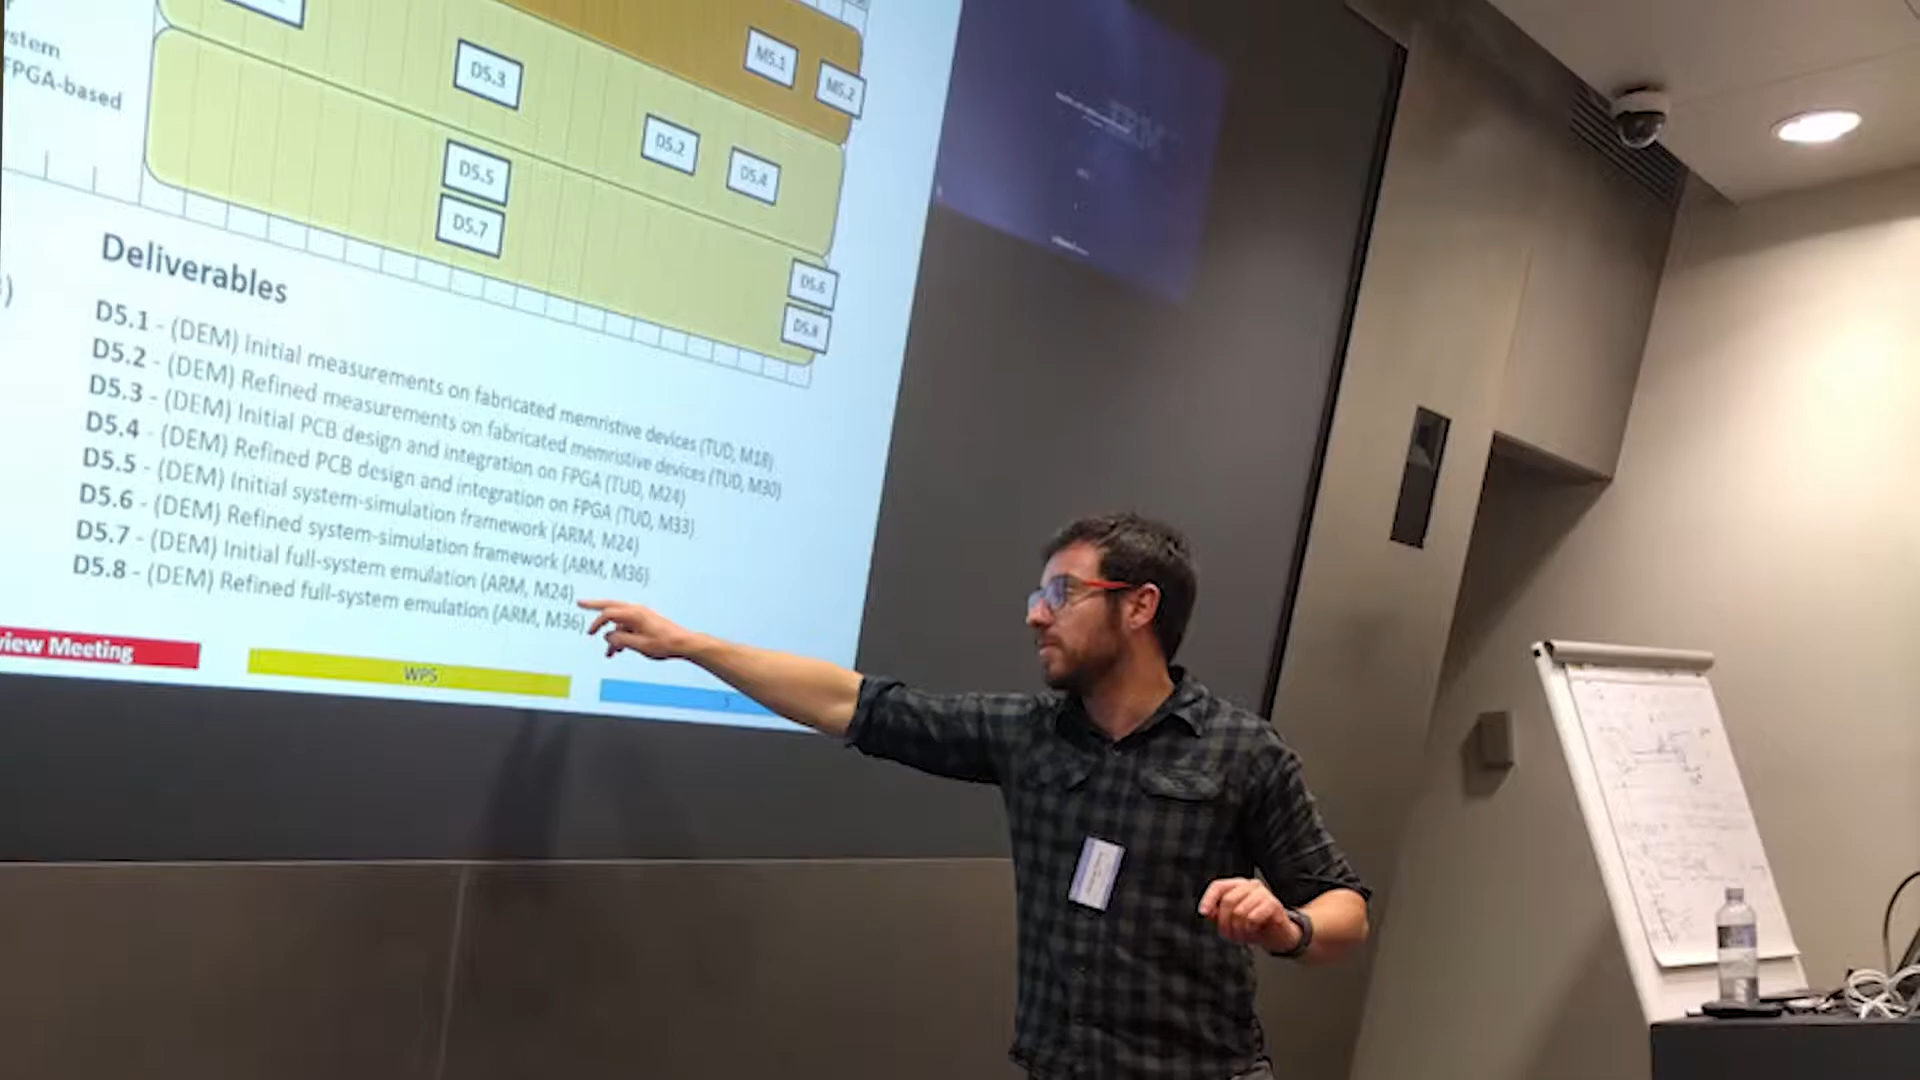 stem
FPGA-based
D5.3
M5.1
M5.2
D5.2
D5.4
D5.5
D5.7
D5.6
D5.8
Deliverables
D5.1 - (DEM) Initial measurements on fabricated memristive devices (TUD, M18)
D5.2 - (DEM) Refined measurements on fabricated memristive devices (TUD, M30)
D5.3 - (DEM) Initial PCB design and integration on FPGA (TUD, M24)
D5.4 - (DEM) Refined PCB design and integration on FPGA (TUD, M33)
D5.5 - (DEM) Initial system-simulation framework (ARM, M24)
D5.6 - (DEM) Refined system-simulation framework (ARM, M36)
D5.7 - (DEM) Initial full-system emulation (ARM, M24)
D5.8 - (DEM) Refined full-system emulation (ARM, M36)
view Meeting
WP5